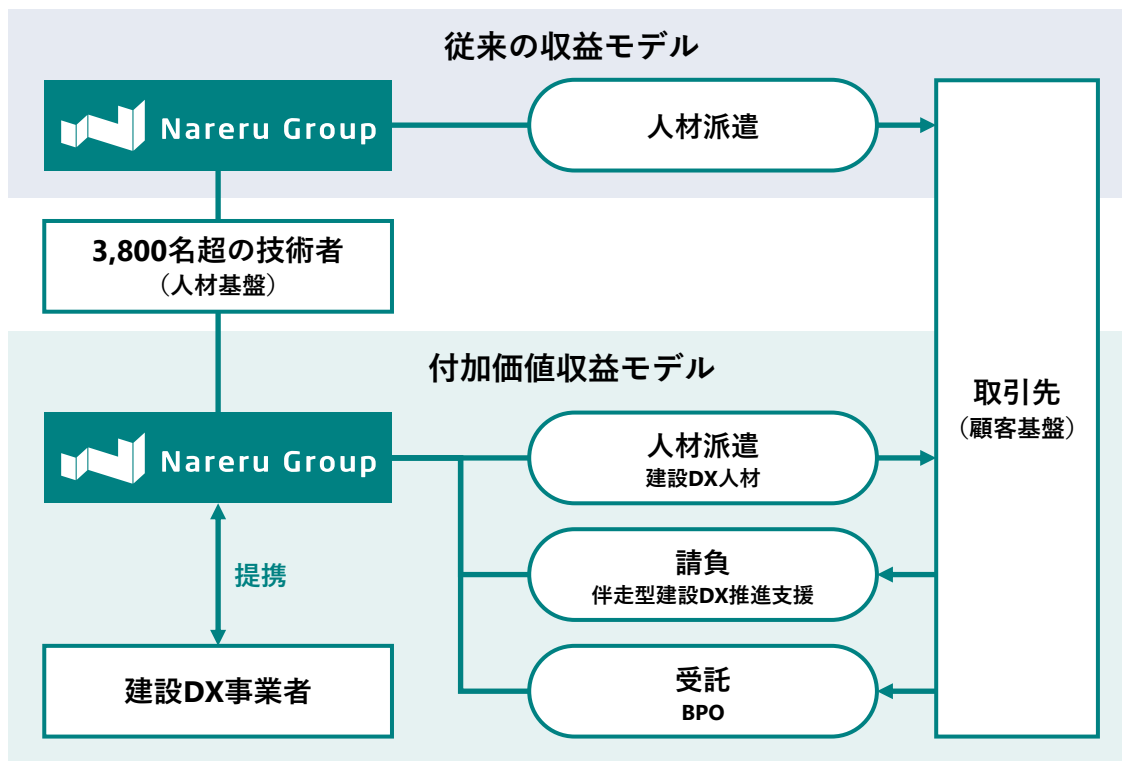 従来の収益モデル
Nareru Group
人材派遣
3,800名超の技術者
（人材基盤）
付加価値収益モデル
取引先
（顧客基盤）
Nareru Group
人材派遣
建設DX人材
提携
請負
伴走型建設DX推進支援
建設DX事業者
受託
BPO